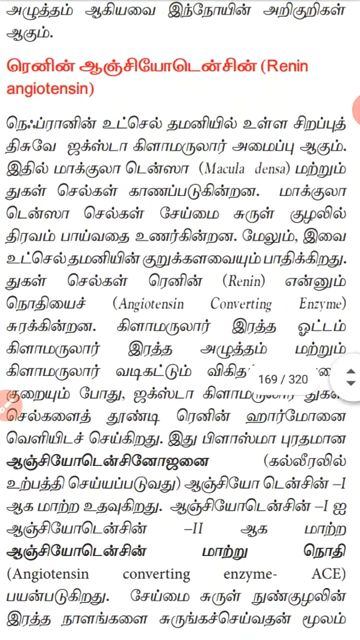 அழுத்தம் ஆகியவை இந்நோயின் அறிகுறிகள்
ஆகும்.
ரெனின் ஆஞ்சியோடென்சின் (Renin
angiotensin)
நெஃப்ரானின் உட்செல் தமனியில் உள்ள சிறப்புத்
திசுவே ஜக்ஸ்டா கிளாமருலார் அமைப்பு ஆகும்.
இதில் மாக்குலா டென்ஸா (Macula densa) மற்றும்
துகள் செல்கள் காணப்படுகின்றன. மாக்குலா
டென்ஸா செல்கள் சேய்மை சுருள் குழலில்
திரவம் பாய்வதை உணர்கின்றன. மேலும், இவை
உட்செல் தமனியின் குறுக்களவையும் பாதிக்கிறது.
துகள் செல்கள் ரெனின் (Renin) என்னும்
நொதியைச் (Angiotensin Converting Enzyme)
சுரக்கின்றன. கிளாமருலார் இரத்த ஓட்டம்
கிளாமருலார் இரத்த அழுத்தம் மற்றும்
கிளாமருலார் வடிகட்டும்
169 / 320
குறையும் போது, ஜக்ஸ்டா கிளாமருலார்
செல்களைத் தூண்டி ரெனின் ஹார்மோனை
வெளியிடச் செய்கிறது. இது பிளாஸ்மா புரதமான
ஆஞ்சியோடென்சினோஜனை (கல்லீரலில்
உற்பத்தி செய்யப்படுவது) ஆஞ்சியோ டென்சின் –I
ஆக மாற்ற உதவுகிறது. ஆஞ்சியோடென்சின் –I ஐ
ஆஞ்சியோடென்சின் –II ஆக மாற்ற
ஆஞ்சியோடென்சின் மாற்று நொதி
(Angiotensin converting enzyme- ACE)
பயன்படுகிறது. சேய்மை சுருள் நுண்குழலின்
இரத்த நாளங்களை சுருங்கச்செய்வதன் மூலம்